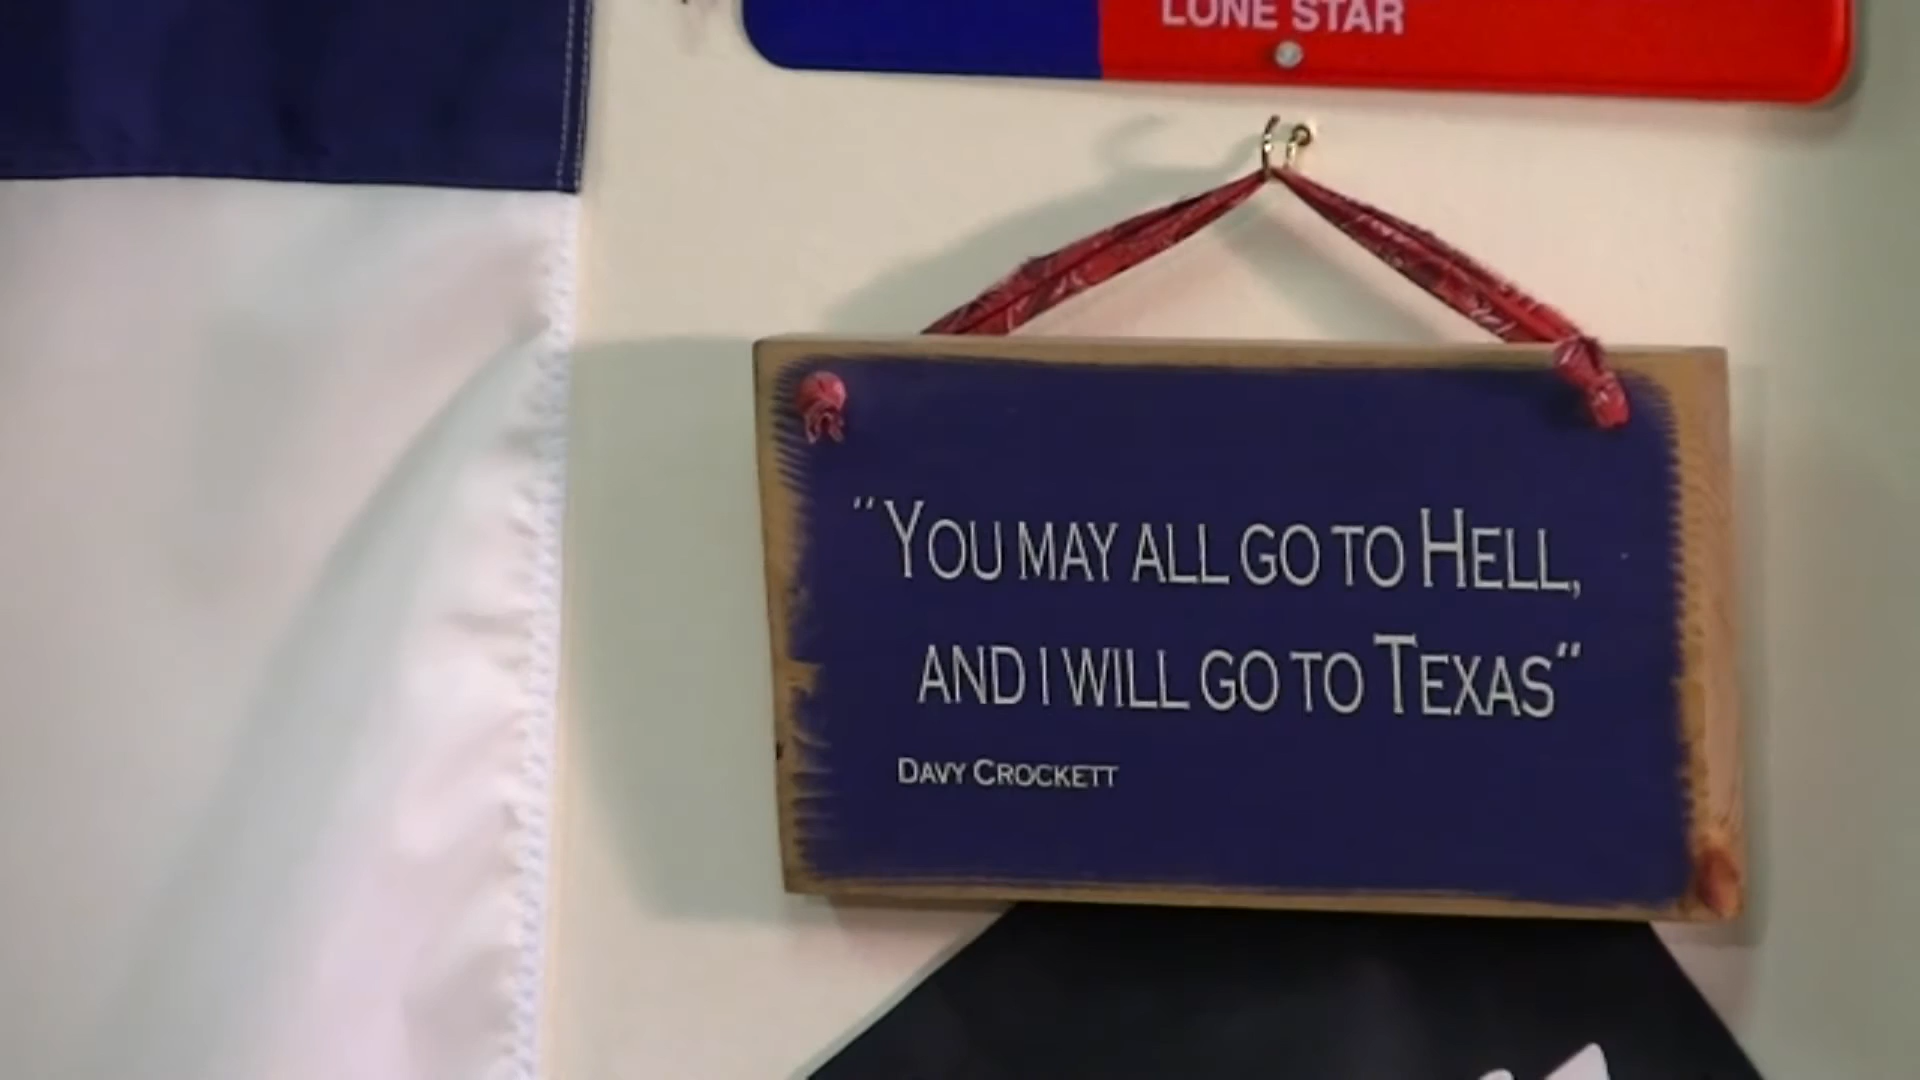 LONE STAR
"YOU MAY ALL GO TO HELL,
AND I WILL GO TO TEXAS"
DAVY CROCKETT